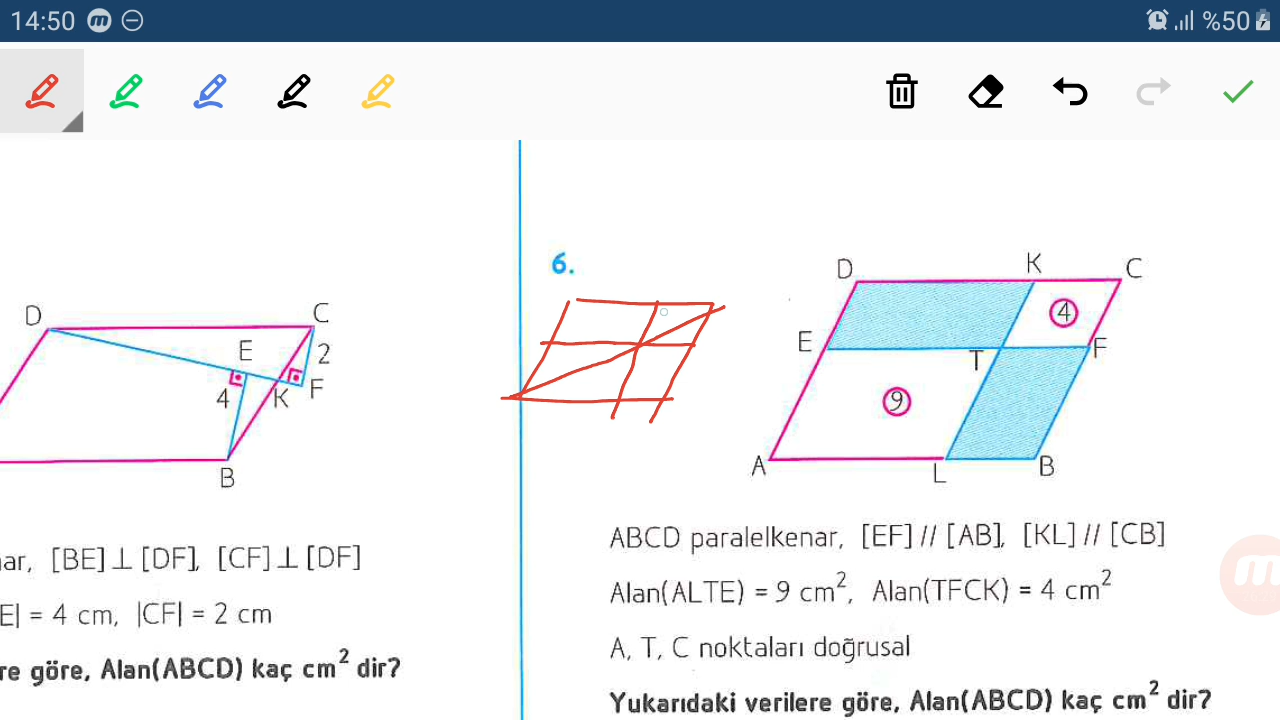 14:50
%50
D
C
E
2
4
K
F
B
nar, [BE]⊥[DF], [CF]⊥[DF]
E| = 4 cm, |CF| = 2 cm
re göre, Alan(ABCD) kaç cm² dir?
6.
D
K
C
4
E
T
F
9
A
L
B
ABCD paralelkenar, [EF] // [AB], [KL] // [CB]
Alan(ALTE) = 9 cm², Alan(TFCK) = 4 cm²
A, T, C noktaları doğrusal
Yukarıdaki verilere göre, Alan(ABCD) kaç cm² dir?